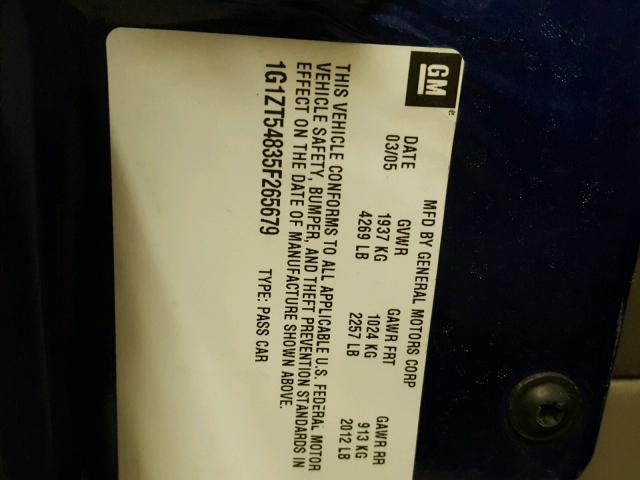 GM
MFD BY GENERAL MOTORS CORP
DATE GVWR GAWR FRT GAWR RR
03/05 1937 KG 1024 KG 913 KG
4269 LB 2257 LB 2012 LB
THIS VEHICLE CONFORMS TO ALL APPLICABLE U.S. FEDERAL MOTOR
VEHICLE SAFETY, BUMPER, AND THEFT PREVENTION STANDARDS IN
EFFECT ON THE DATE OF MANUFACTURE SHOWN ABOVE.
1G1ZT54835F265679 TYPE: PASS CAR